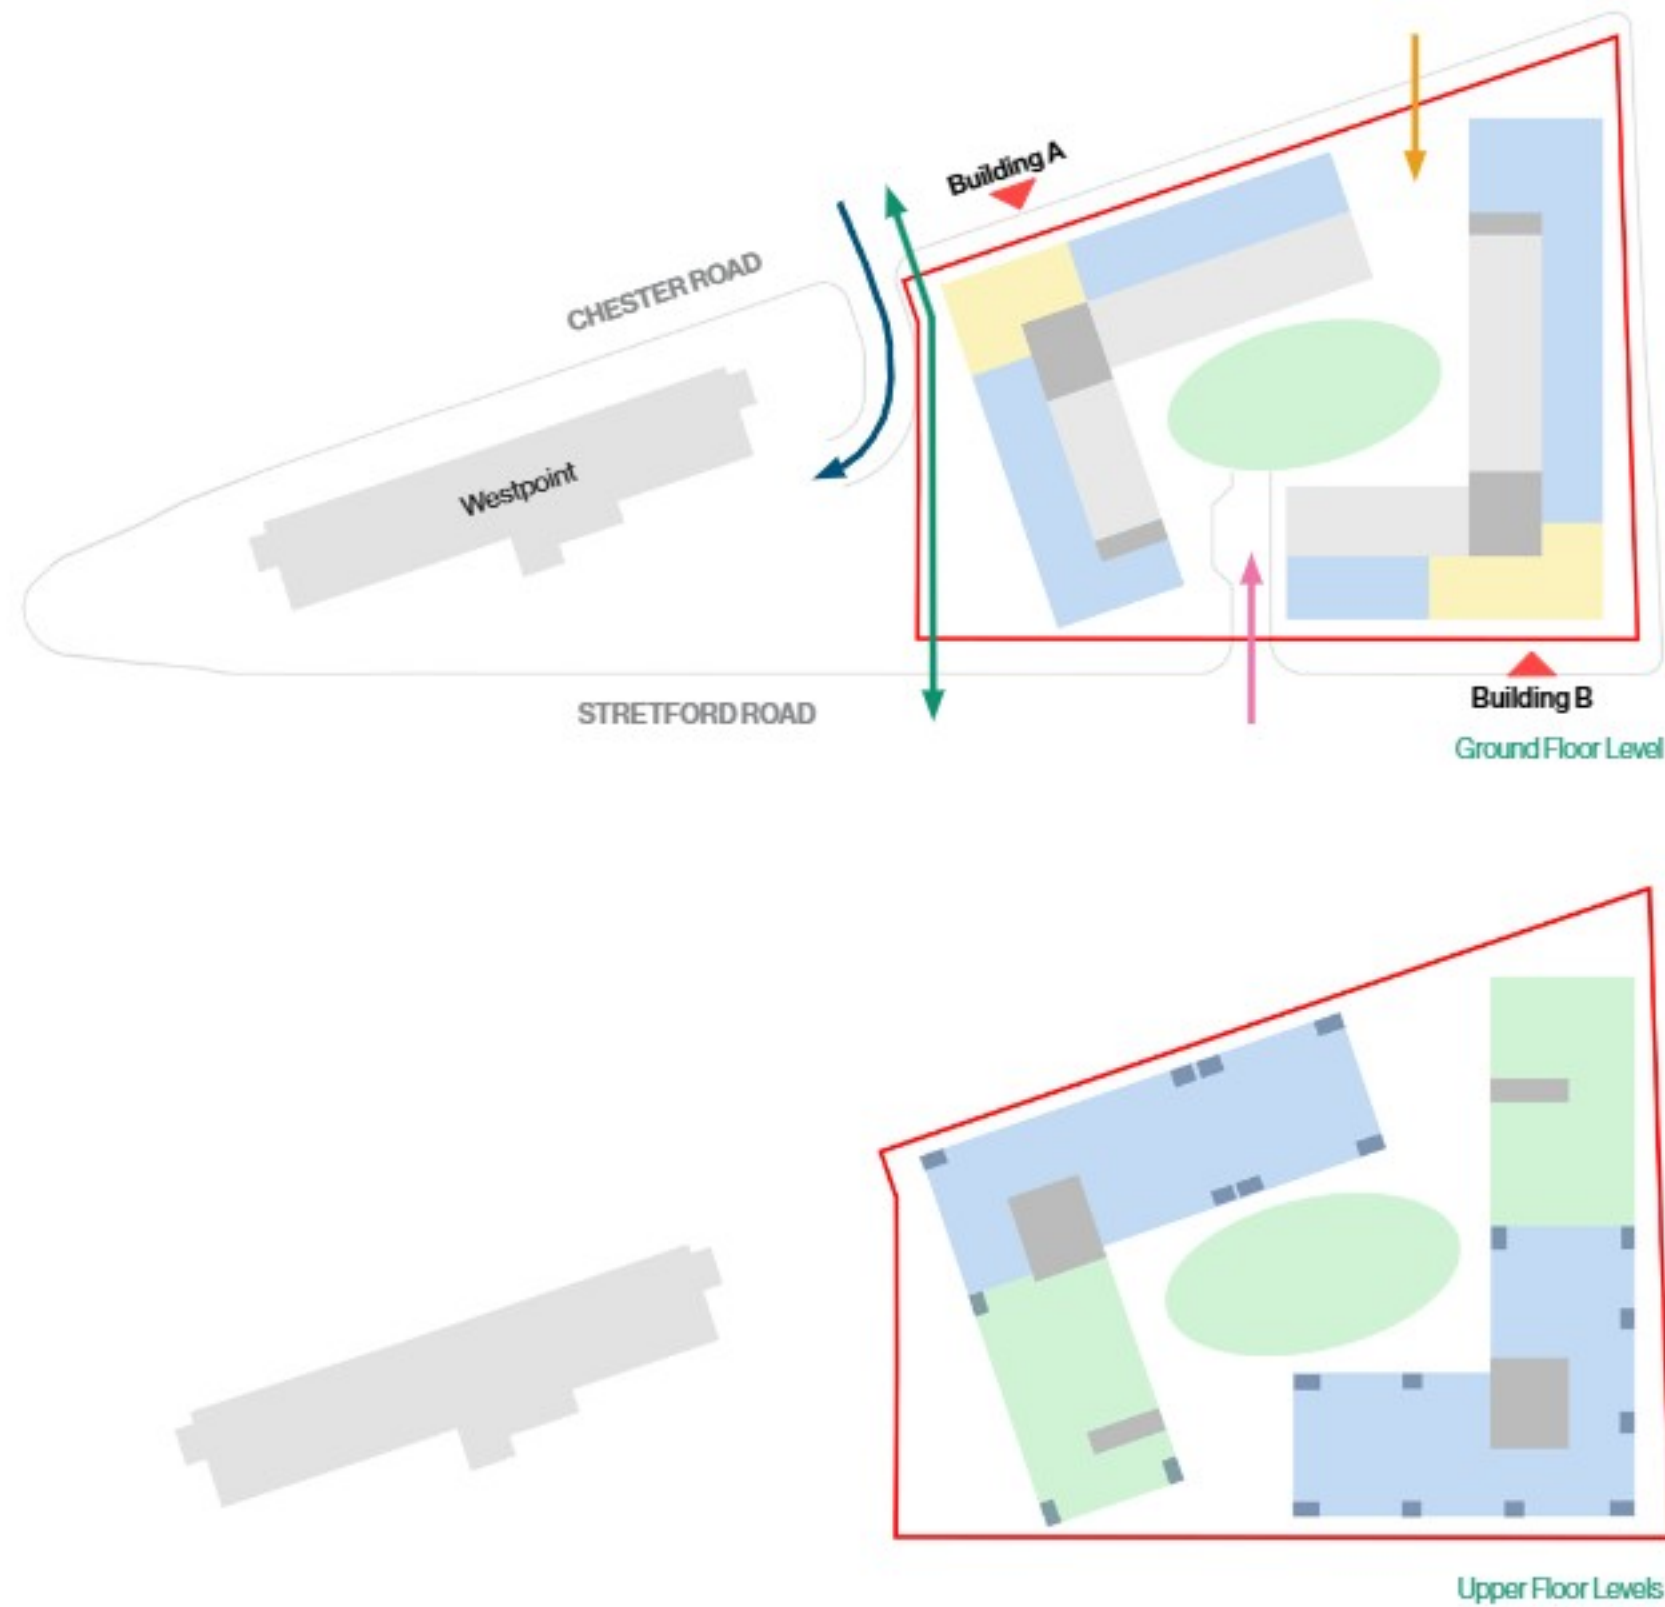 Building A
CHESTER ROAD
Westpoint
STRETFORD ROAD
Building B
Ground Floor Level
Upper Floor Levels